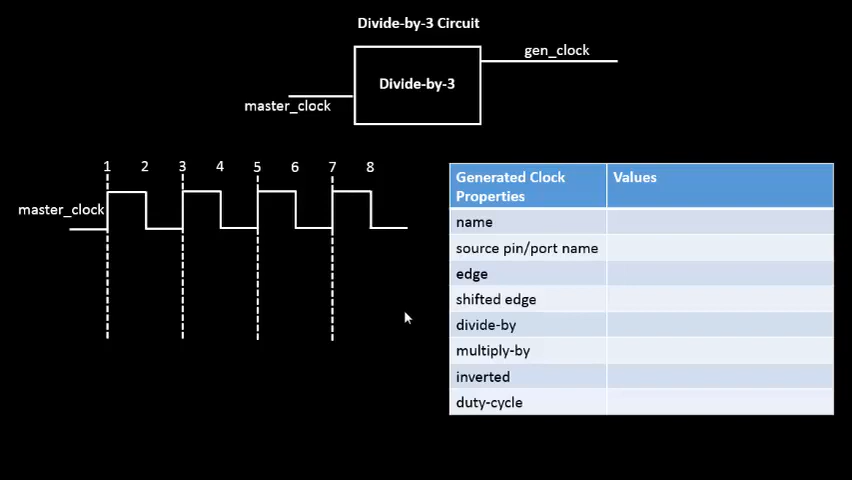 Divide-by-3 Circuit
gen_clock
Divide-by-3
master_clock
1 2 3 4 5 6 7 8
master_clock
Generated Clock Properties Values
name
source pin/port name
edge
shifted edge
divide-by
multiply-by
inverted
duty-cycle